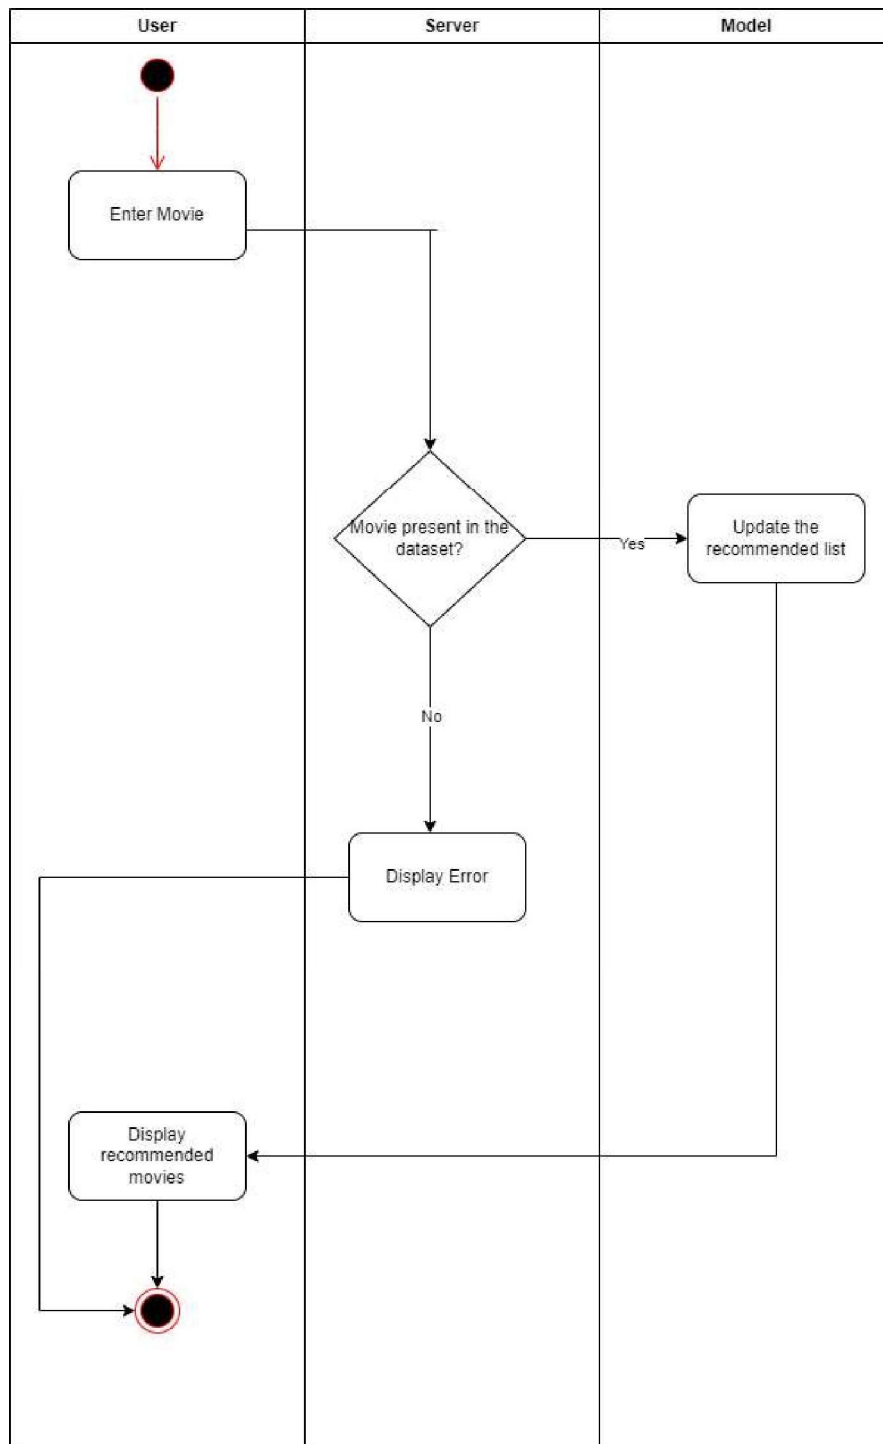 User
Server
Model
Enter Movie
Movie present in the
dataset?
Yes
Update the
recommended list
No
Display Error
Display
recommended
movies